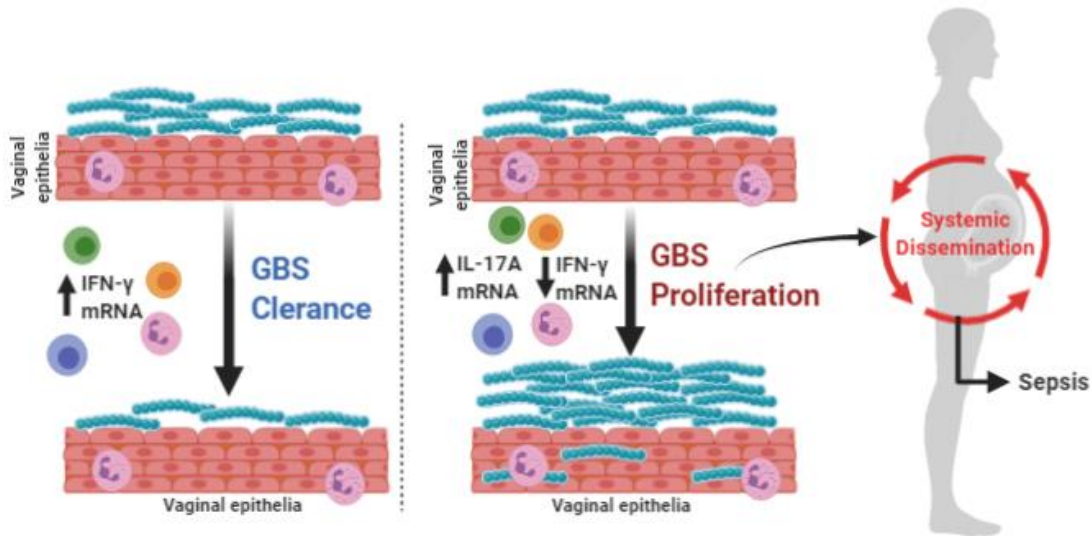 Vaginal
epithelia
IFN-γ
mRNA
GBS
Clerance
Vaginal epithelia
Vaginal
epithelia
IL-17A
mRNA
IFN-γ
mRNA
GBS
Proliferation
Vaginal epithelia
Systemic
Dissemination
Sepsis